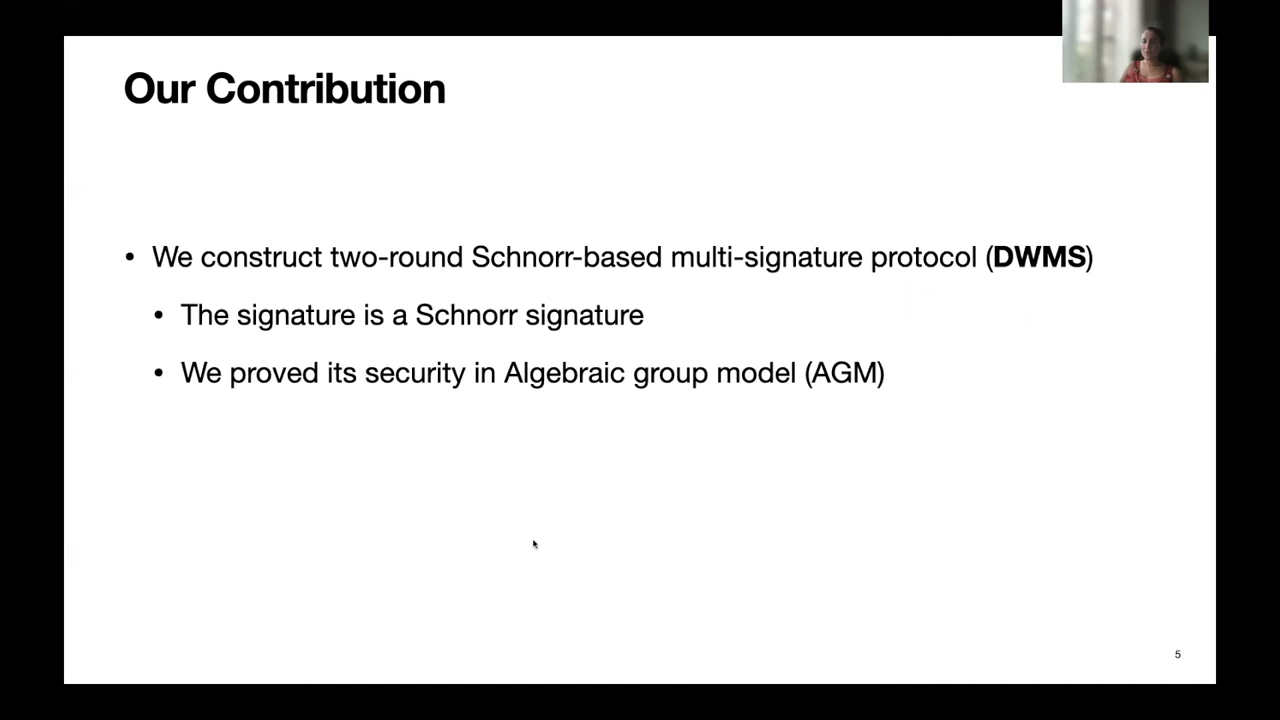 Our Contribution
• We construct two-round Schnorr-based multi-signature protocol (DWMS)
• The signature is a Schnorr signature
• We proved its security in Algebraic group model (AGM)
5